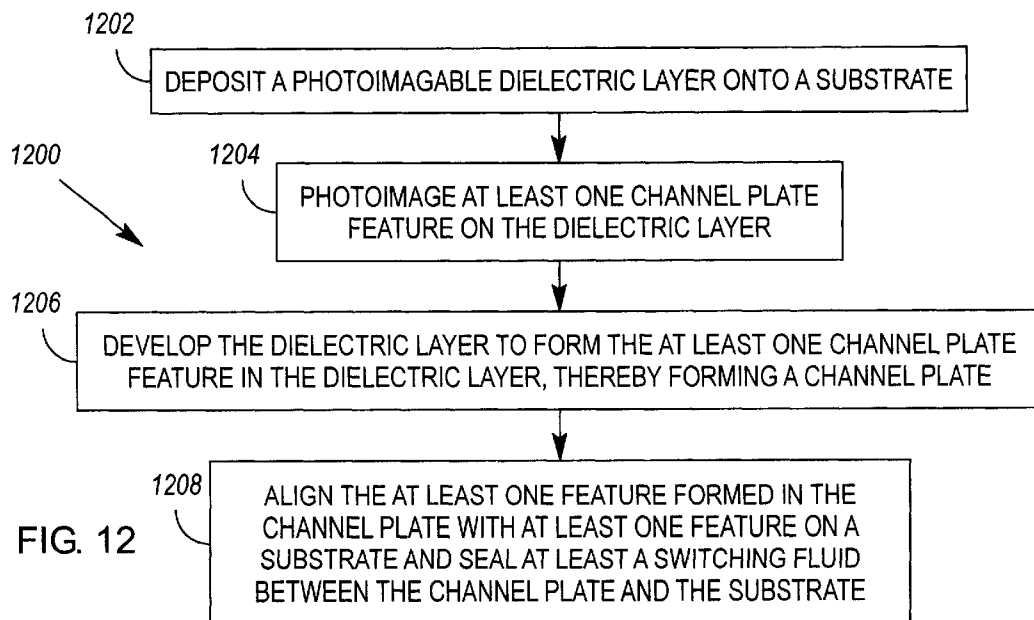 1202
DEPOSIT A PHOTOIMAGABLE DIELECTRIC LAYER ONTO A SUBSTRATE
1200
1204
PHOTOIMAGE AT LEAST ONE CHANNEL PLATE
FEATURE ON THE DIELECTRIC LAYER
1206
DEVELOP THE DIELECTRIC LAYER TO FORM THE AT LEAST ONE CHANNEL PLATE
FEATURE IN THE DIELECTRIC LAYER, THEREBY FORMING A CHANNEL PLATE
1208
ALIGN THE AT LEAST ONE FEATURE FORMED IN THE
CHANNEL PLATE WITH AT LEAST ONE FEATURE ON A
SUBSTRATE AND SEAL AT LEAST A SWITCHING FLUID
BETWEEN THE CHANNEL PLATE AND THE SUBSTRATE
FIG. 12